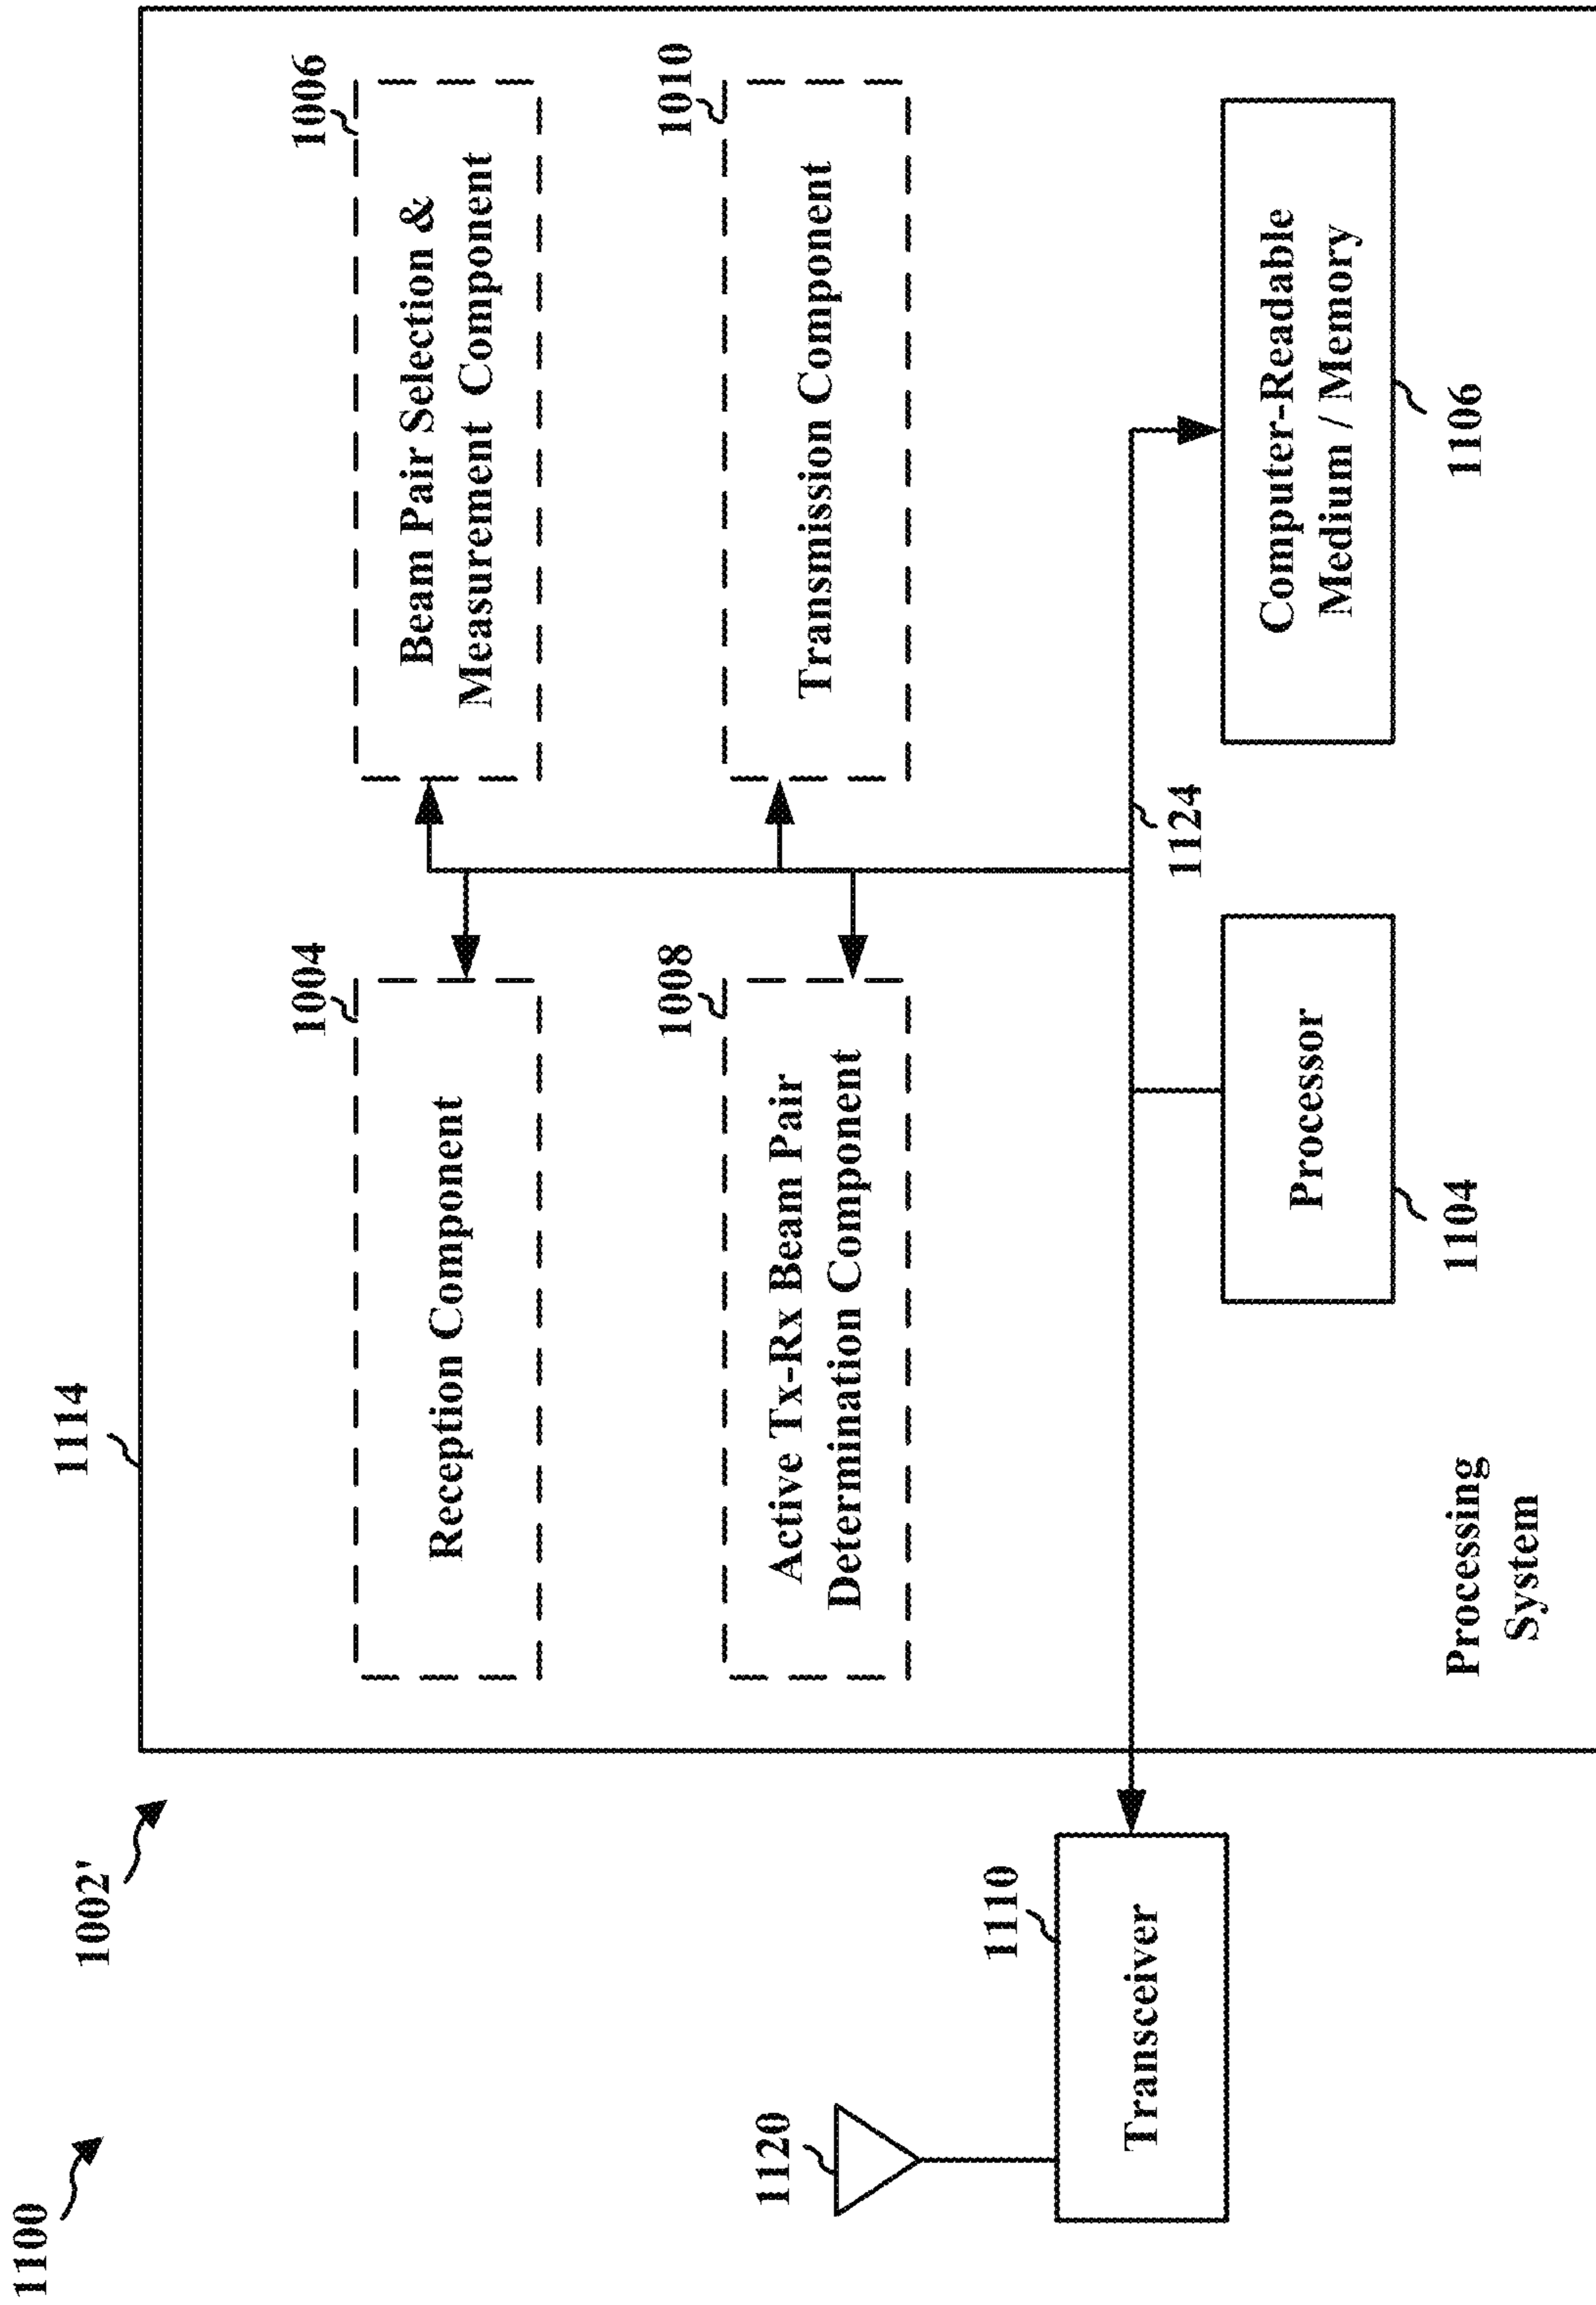 1100
1002'
1114
1004
Reception Component
1006
Beam Pair Selection &
Measurement Component
1008
Active Tx-Rx Beam Pair
Determination Component
1010
Transmission Component
1120
1110
Transceiver
1124
Processor
1104
Computer-Readable
Medium / Memory
1106
Processing
System